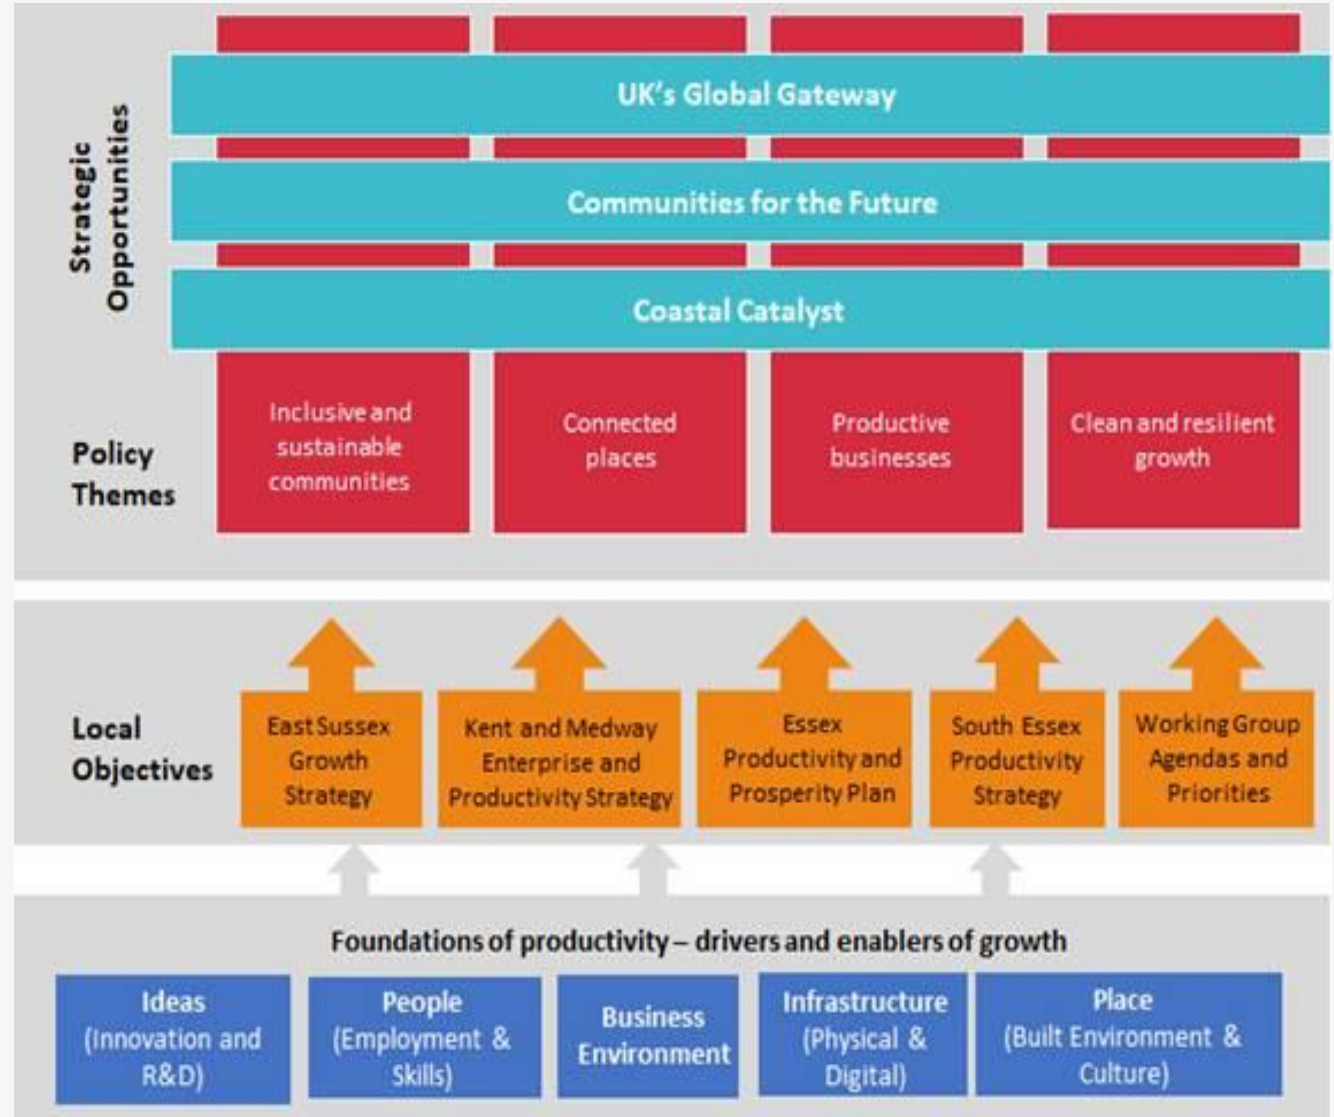 Strategic
Opportunities
UK's Global Gateway
Communities for the Future
Coastal Catalyst
Policy
Themes
Inclusive and
sustainable
communities
Connected
places
Productive
businesses
Clean and resilient
growth
Local
Objectives
East Sussex
Growth
Strategy
Kent and Medway
Enterprise and
Productivity Strategy
Essex
Productivity and
Prosperity Plan
South Essex
Productivity
Strategy
Working Group
Agendas and
Priorities
Foundations of productivity – drivers and enablers of growth
Ideas
(Innovation and
R&D)
People
(Employment &
Skills)
Business
Environment
Infrastructure
(Physical &
Digital)
Place
(Built Environment &
Culture)